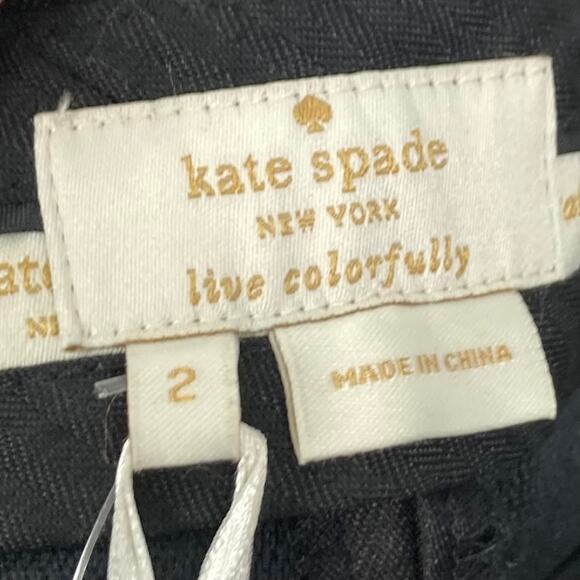 kate spade
NEW YORK
live colorfully
2
MADE IN CHINA